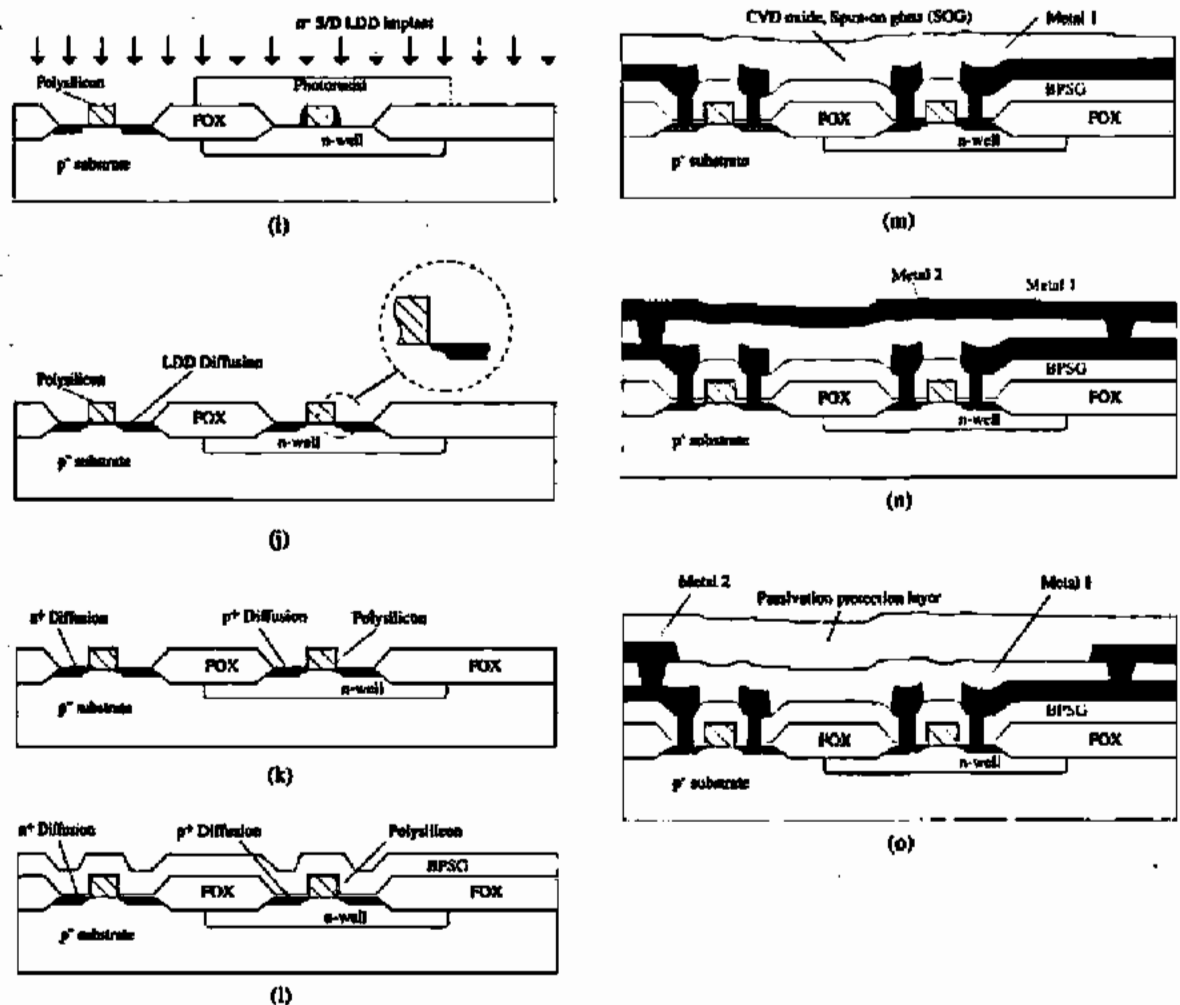 n- S/D LDD implant
Polysilicon
Photoresist
FOX
n-well
p- substrate
(i)
LDD Diffusion
Polysilicon
FOX
n-well
p- substrate
(j)
n+ Diffusion
p+ Diffusion
Polysilicon
FOX
FOX
n-well
p- substrate
(k)
n+ Diffusion
p+ Diffusion
Polysilicon
BPSG
FOX
FOX
n-well
p- substrate
(l)
CVD oxide, Spun-on glass (SOG)
Metal 1
BPSG
FOX
FOX
n-well
p- substrate
(m)
Metal 2
Metal 1
BPSG
FOX
FOX
n-well
p- substrate
(n)
Metal 2
Passivation protection layer
Metal 1
BPSG
FOX
FOX
n-well
p- substrate
(o)